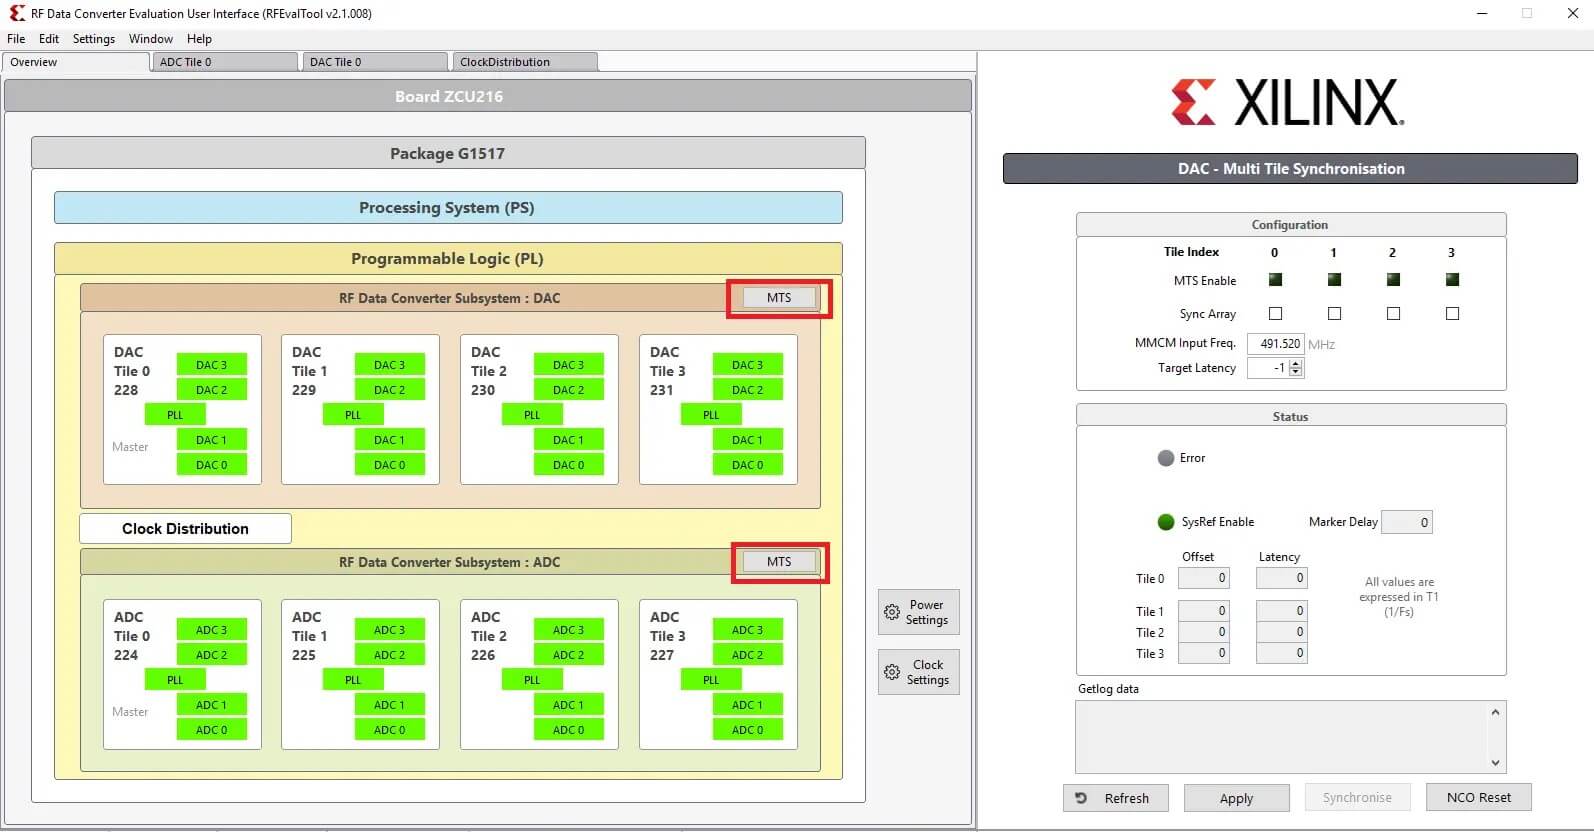 RF Data Converter Evaluation User Interface (RFEvalTool v2.1.008)
File Edit Settings Window Help
Overview ADC Tile 0 DAC Tile 0 ClockDistribution
Board ZCU216
Package G1517
Processing System (PS)
Programmable Logic (PL)
RF Data Converter Subsystem : DAC MTS
DAC Tile 0 228 DAC 3 DAC 2 PLL Master DAC 1 DAC 0
DAC Tile 1 229 DAC 3 DAC 2 PLL DAC 1 DAC 0
DAC Tile 2 230 DAC 3 DAC 2 PLL DAC 1 DAC 0
DAC Tile 3 231 DAC 3 DAC 2 PLL DAC 1 DAC 0
Clock Distribution
RF Data Converter Subsystem : ADC MTS
ADC Tile 0 224 ADC 3 ADC 2 PLL Master ADC 1 ADC 0
ADC Tile 1 225 ADC 3 ADC 2 PLL ADC 1 ADC 0
ADC Tile 2 226 ADC 3 ADC 2 PLL ADC 1 ADC 0
ADC Tile 3 227 ADC 3 ADC 2 PLL ADC 1 ADC 0
Power
Settings
Clock
Settings
XILINX.
DAC - Multi Tile Synchronisation
Configuration
Tile Index 0 1 2 3
MTS Enable
Sync Array
MMCM Input Freq. 491.520 MHz
Target Latency -1
Status
Error
SysRef Enable Marker Delay 0
Offset Latency
Tile 0 0 0
Tile 1 0 0
Tile 2 0 0
Tile 3 0 0
All values are
expressed in T1
(1/Fs)
Getlog data
Refresh Apply Synchronise NCO Reset